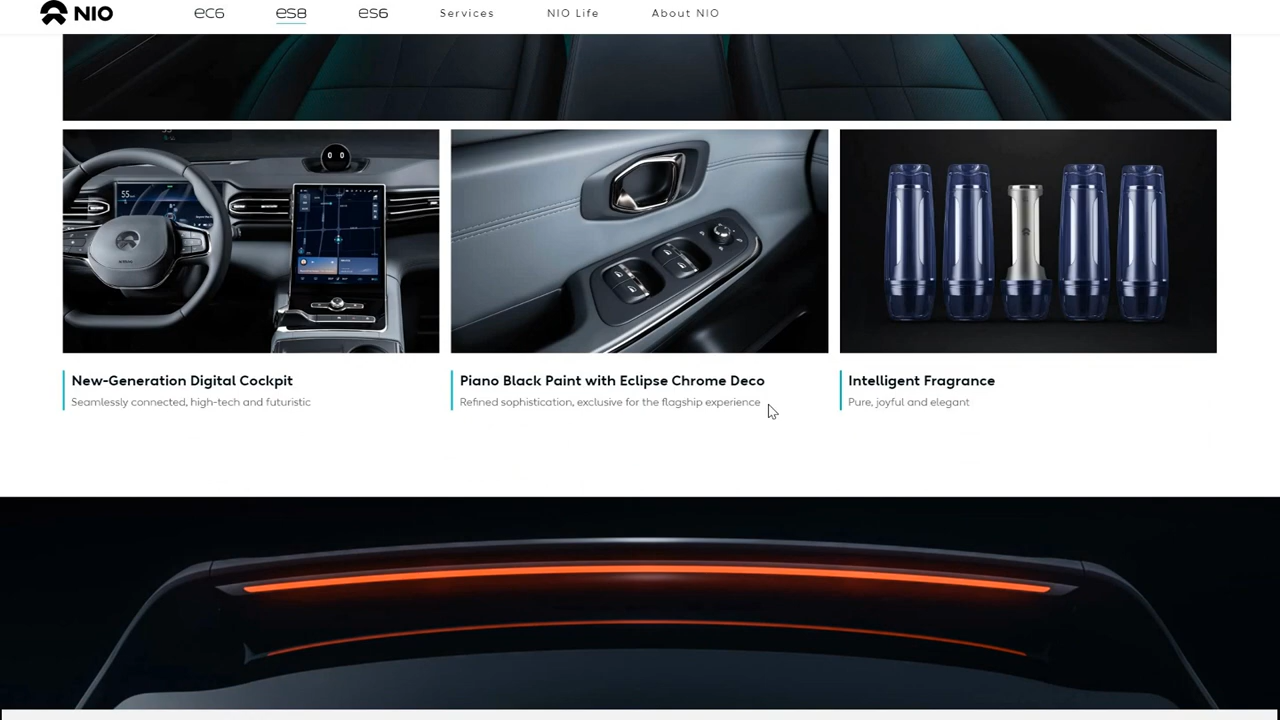 NIO
EC6
ES8
ES6
Services
NIO Life
About NIO
55
New-Generation Digital Cockpit
Seamlessly connected, high-tech and futuristic
Piano Black Paint with Eclipse Chrome Deco
Refined sophistication, exclusive for the flagship experience
Intelligent Fragrance
Pure, joyful and elegant